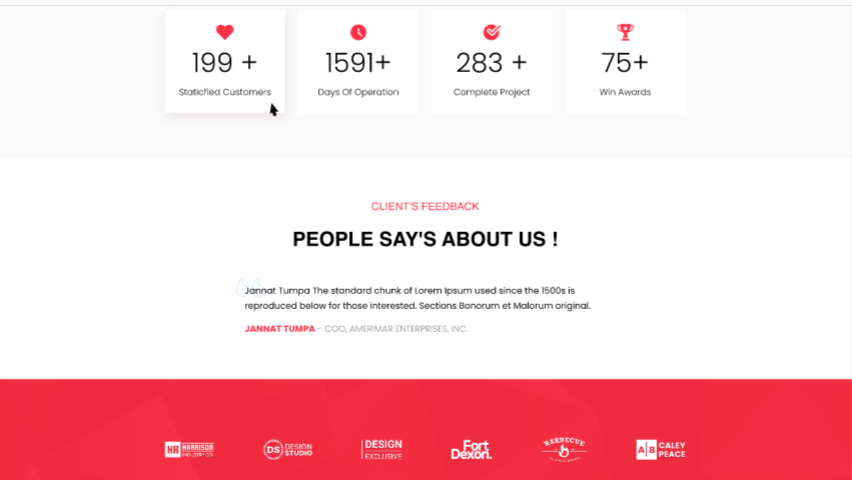 199 +
1591+
283 +
75+
Staticfied Customers
Days Of Operation
Complete Project
Win Awards
CLIENT'S FEEDBACK
PEOPLE SAY'S ABOUT US !
Jannat Tumpa The standard chunk of Lorem Ipsum used since the 1500s is
reproduced below for those interested. Sections Bonorum et Malorum original.
JANNAT TUMPA - COO, AMERIMAR ENTERPRISES, INC.
HR HARRISON
INDUSTRY CO
DS DESIGN
STUDIO
DESIGN
EXCLUSIVE
Fort
Dexon.
BARBECUE
A|B CALEY
PEACE